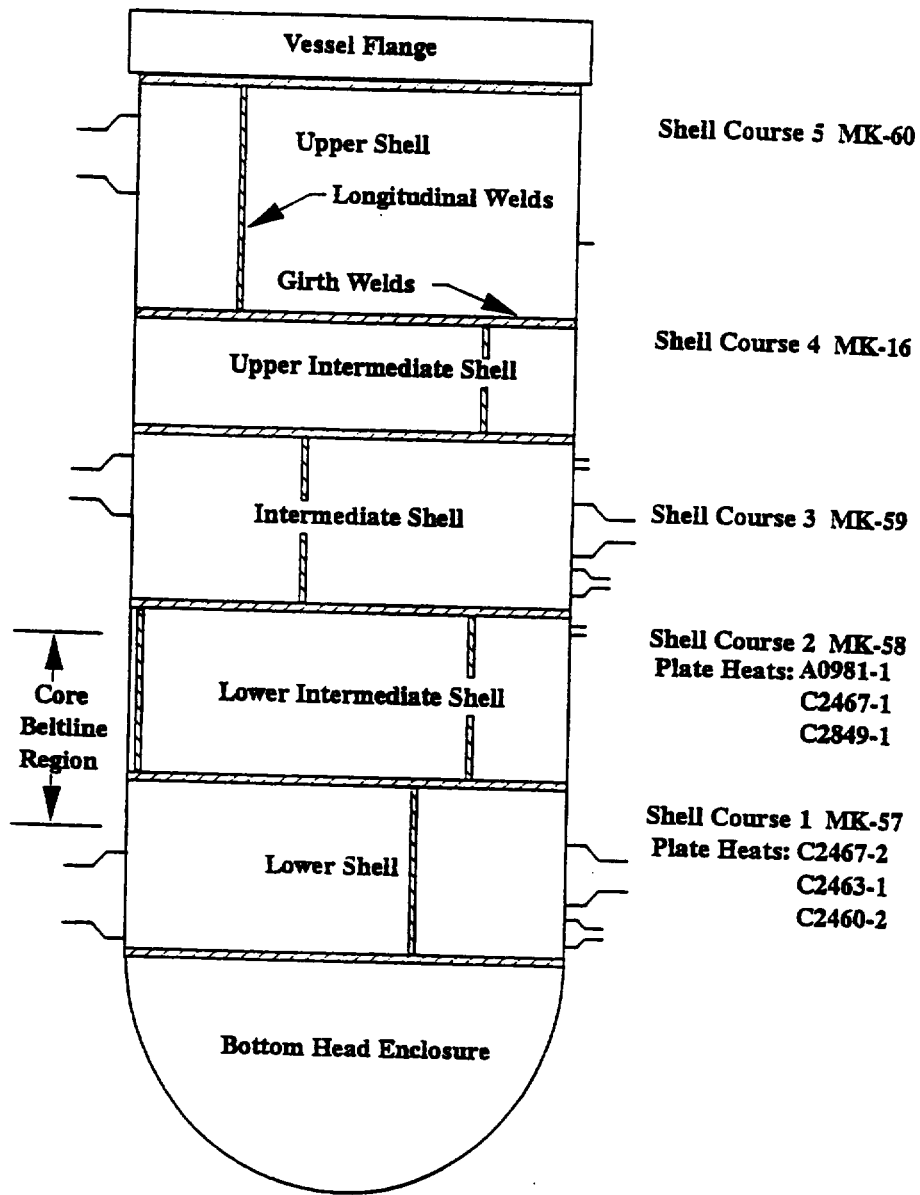 Vessel Flange
Upper Shell
Shell Course 5 MK-60
Longitudinal Welds
Girth Welds
Upper Intermediate Shell
Shell Course 4 MK-16
Intermediate Shell
Shell Course 3 MK-59
Core
Beltline
Region
Lower Intermediate Shell
Shell Course 2 MK-58
Plate Heats: A0981-1
C2467-1
C2849-1
Lower Shell
Shell Course 1 MK-57
Plate Heats: C2467-2
C2463-1
C2460-2
Bottom Head Enclosure